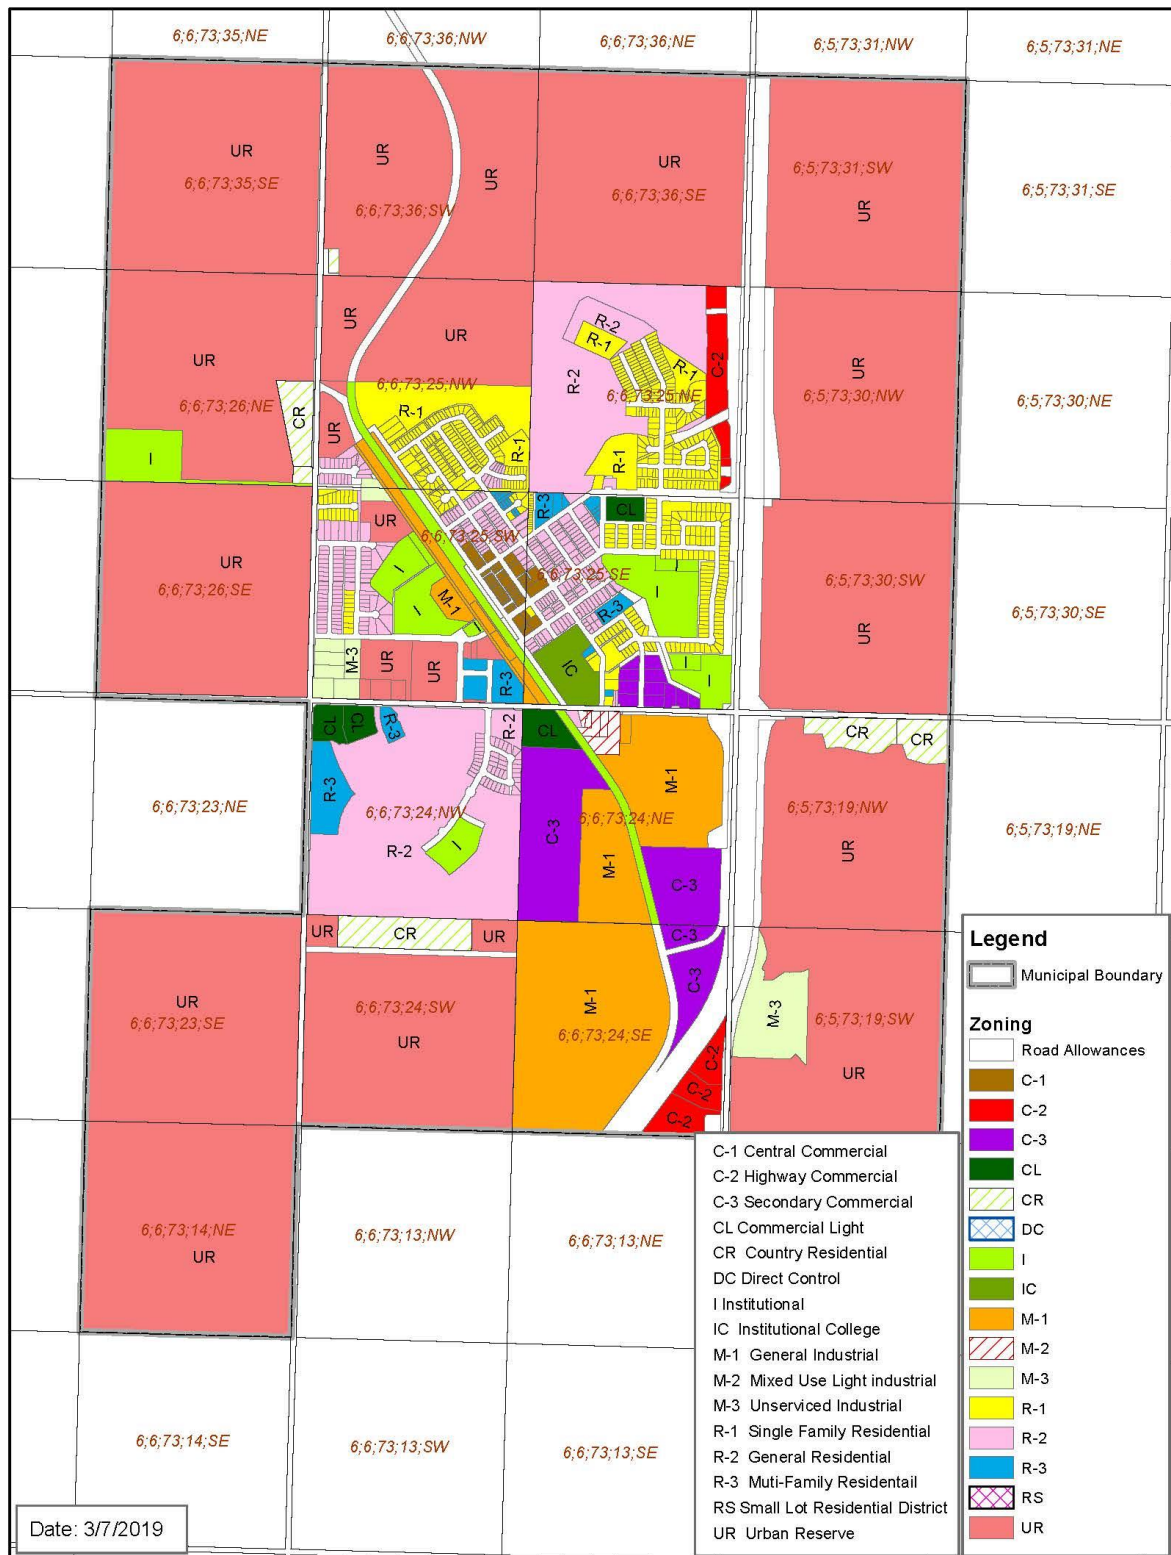 6;6;73;35;NE
6;6;73;36;NW
6;6;73;36;NE
6;5;73;31;NW
6;5;73;31;NE
UR
6;6;73;35;SE
UR
6;6;73;36;SW
UR
UR
6;6;73;36;SE
6;5;73;31;SW
UR
6;5;73;31;SE
UR
6;6;73;26;NE
UR
UR
6;6;73;25;NW
R-2
R-1
R-2
R-1
6;6;73;25;NE
C-2
UR
6;5;73;30;NW
6;5;73;30;NE
CR
UR
R-1
R-1
R-1
I
UR
6;6;73;25;SW
R-3
CL
UR
6;6;73;26;SE
I
I
M-1
6;6;73;25;SE
R-3
I
6;5;73;30;SW
UR
6;5;73;30;SE
M-3
UR
UR
I
R-3
IC
I
I
CL
CL
R-3
R-2
CL
CR
CR
6;6;73;23;NE
R-3
6;6;73;24;NW
R-2
I
C-3
M-1
6;6;73;24;NE
M-1
6;5;73;19;NW
UR
6;5;73;19;NE
C-3
UR
CR
UR
C-3
C-3
UR
6;6;73;23;SE
6;6;73;24;SW
UR
M-1
6;6;73;24;SE
M-3
6;5;73;19;SW
UR
C-2
C-2
C-2
6;6;73;14;NE
UR
6;6;73;13;NW
6;6;73;13;NE
6;6;73;14;SE
6;6;73;13;SW
6;6;73;13;SE
C-1 Central Commercial
C-2 Highway Commercial
C-3 Secondary Commercial
CL Commercial Light
CR Country Residential
DC Direct Control
I Institutional
IC Institutional College
M-1 General Industrial
M-2 Mixed Use Light industrial
M-3 Unserviced Industrial
R-1 Single Family Residential
R-2 General Residential
R-3 Muti-Family Residentail
RS Small Lot Residential District
UR Urban Reserve
Legend
Municipal Boundary
Zoning
Road Allowances
C-1
C-2
C-3
CL
CR
DC
I
IC
M-1
M-2
M-3
R-1
R-2
R-3
RS
UR
Date: 3/7/2019